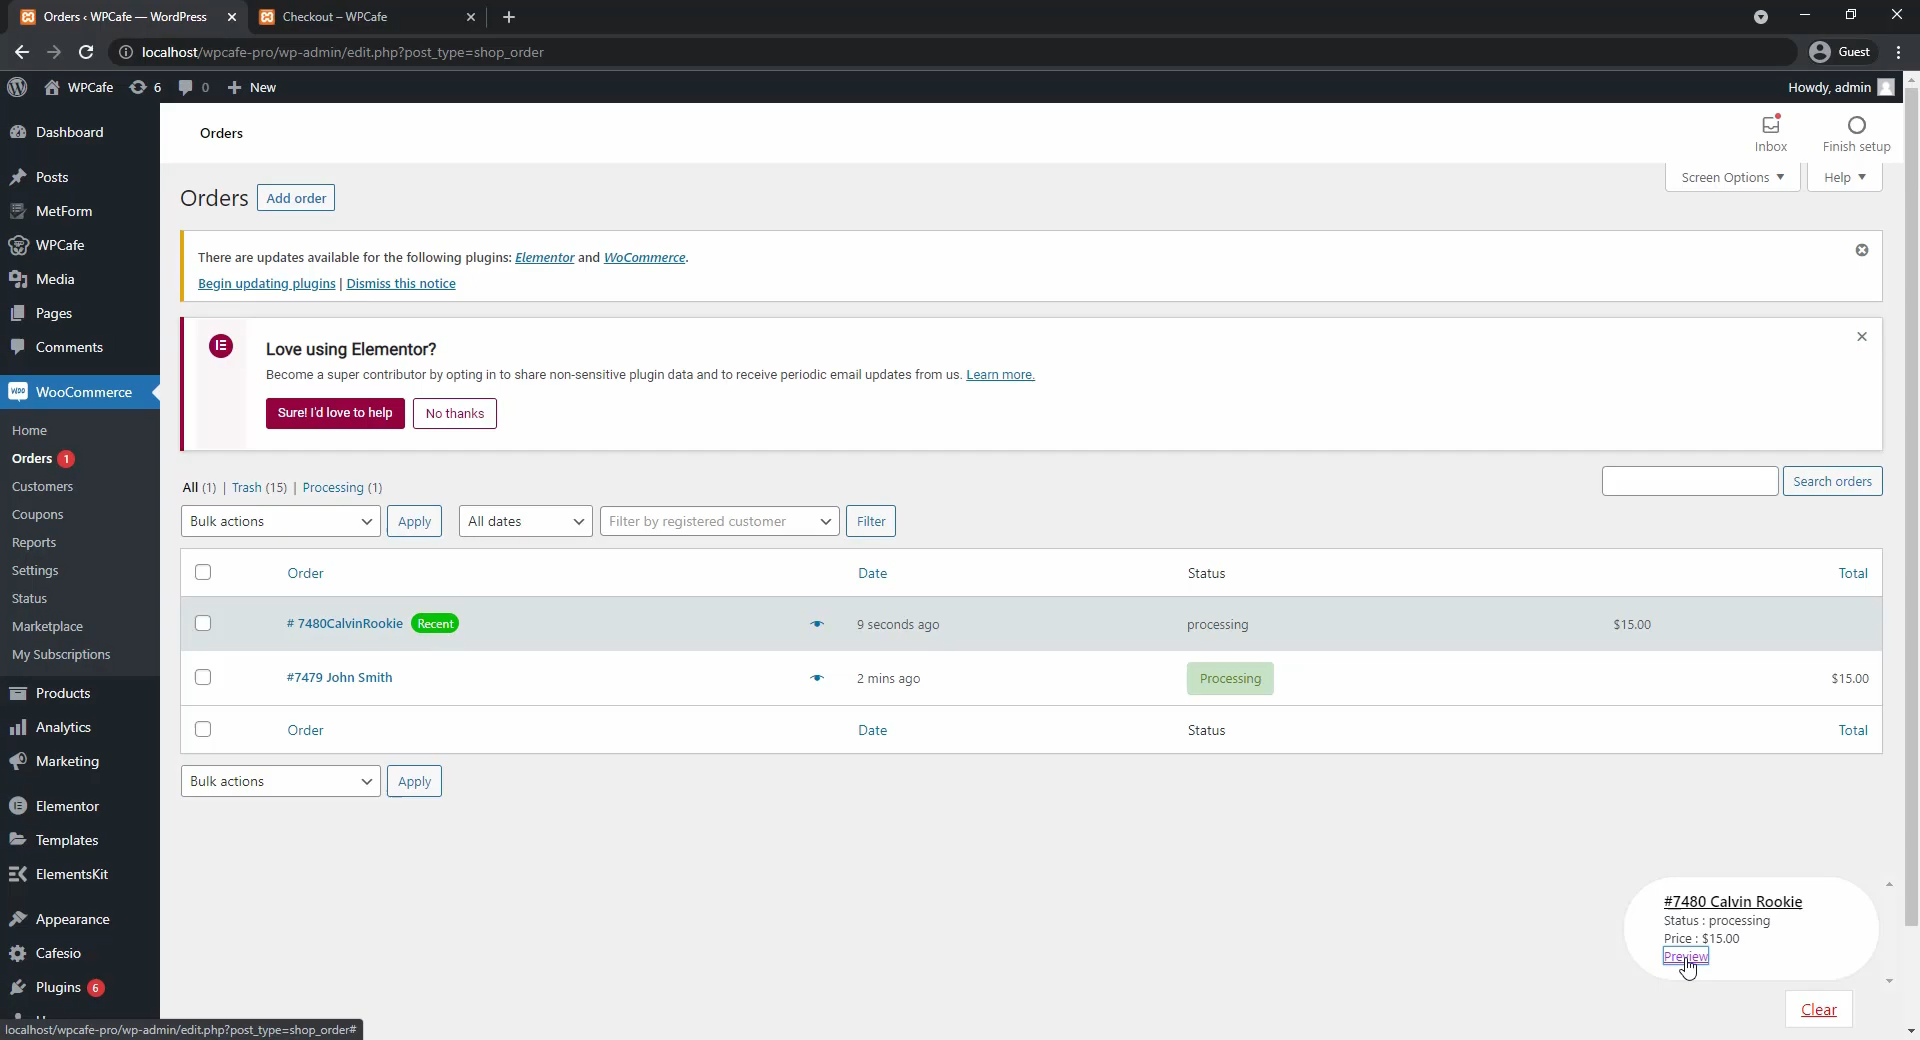 Orders ‹ WPCafe — WordPress
Checkout – WPCafe
localhost/wpcafe-pro/wp-admin/edit.php?post_type=shop_order
Guest
WPCafe 6 0 + New
Howdy, admin
Dashboard
Posts
MetForm
WPCafe
Media
Pages
Comments
WooCommerce
Home
Orders 1
Customers
Coupons
Reports
Settings
Status
Marketplace
My Subscriptions
Products
Analytics
Marketing
Elementor
Templates
ElementsKit
Appearance
Cafesio
Plugins 6
localhost/wpcafe-pro/wp-admin/edit.php?post_type=shop_order#
Orders
Inbox
Finish setup
Screen Options
Help
Orders Add order
There are updates available for the following plugins: Elementor and WoCommerce.
Begin updating plugins | Dismiss this notice
Love using Elementor?
Become a super contributor by opting in to share non-sensitive plugin data and to receive periodic email updates from us. Learn more.
Sure! I'd love to help No thanks
All (1) | Trash (15) | Processing (1)
Search orders
Bulk actions Apply All dates Filter by registered customer Filter
Order Date Status Total
# 7480CalvinRookie Recent 9 seconds ago processing $15.00
#7479 John Smith 2 mins ago Processing $15.00
Order Date Status Total
Bulk actions Apply
#7480 Calvin Rookie
Status : processing
Price : $15.00
Preview
Clear